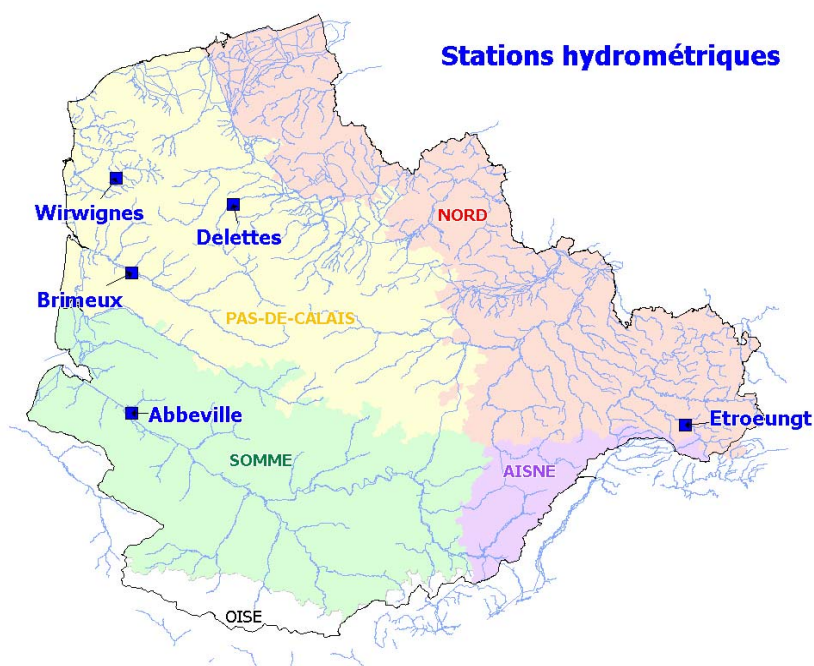 Stations hydrométriques
Wirwignes
Delettes
NORD
Brimeux
PAS-DE-CALAIS
Abbeville
Etroeungt
SOMME
AISNE
OISE